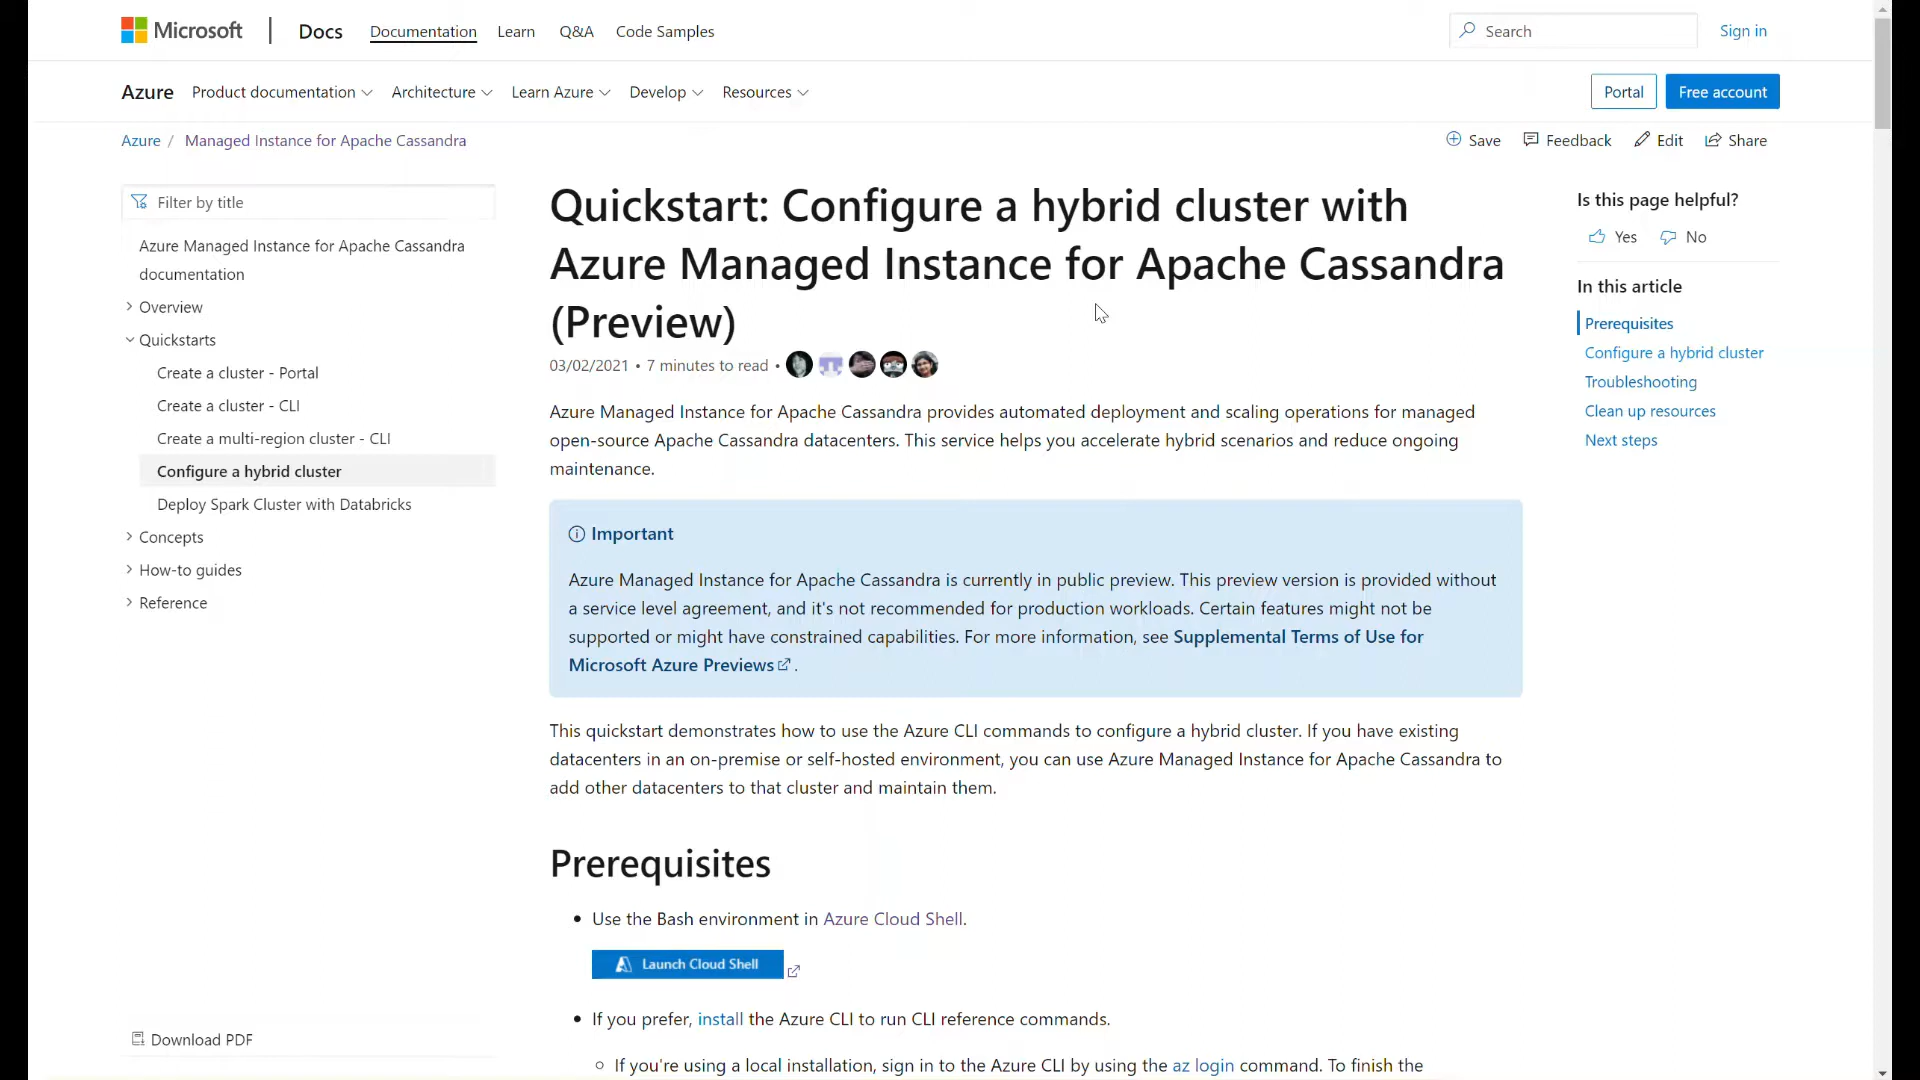 Microsoft Docs Documentation Learn Q&A Code Samples Search Sign in
Azure Product documentation Architecture Learn Azure Develop Resources Portal Free account
Azure / Managed Instance for Apache Cassandra
Save Feedback Edit Share
Filter by title
Azure Managed Instance for Apache Cassandra
documentation
Overview
Quickstarts
Create a cluster - Portal
Create a cluster - CLI
Create a multi-region cluster - CLI
Configure a hybrid cluster
Deploy Spark Cluster with Databricks
Concepts
How-to guides
Reference
Download PDF
Quickstart: Configure a hybrid cluster with
Azure Managed Instance for Apache Cassandra
(Preview)
03/02/2021 • 7 minutes to read •
Azure Managed Instance for Apache Cassandra provides automated deployment and scaling operations for managed
open-source Apache Cassandra datacenters. This service helps you accelerate hybrid scenarios and reduce ongoing
maintenance.
Important
Azure Managed Instance for Apache Cassandra is currently in public preview. This preview version is provided without
a service level agreement, and it's not recommended for production workloads. Certain features might not be
supported or might have constrained capabilities. For more information, see Supplemental Terms of Use for
Microsoft Azure Previews .
This quickstart demonstrates how to use the Azure CLI commands to configure a hybrid cluster. If you have existing
datacenters in an on-premise or self-hosted environment, you can use Azure Managed Instance for Apache Cassandra to
add other datacenters to that cluster and maintain them.
Prerequisites
• Use the Bash environment in Azure Cloud Shell.
Launch Cloud Shell
• If you prefer, install the Azure CLI to run CLI reference commands.
○ If you're using a local installation, sign in to the Azure CLI by using the az login command. To finish the
Is this page helpful?
Yes No
In this article
Prerequisites
Configure a hybrid cluster
Troubleshooting
Clean up resources
Next steps